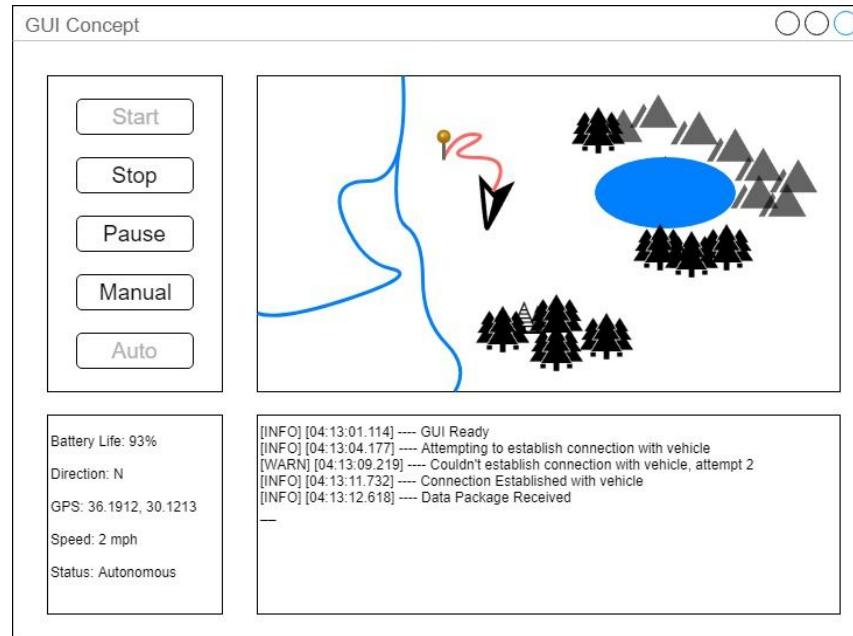 GUI Concept
Start
Stop
Pause
Manual
Auto
Battery Life: 93%
Direction: N
GPS: 36.1912, 30.1213
Speed: 2 mph
Status: Autonomous
[INFO] [04:13:01.114] ---- GUI Ready
[INFO] [04:13:04.177] ---- Attempting to establish connection with vehicle
[WARN] [04:13:09.219] ---- Couldn't establish connection with vehicle, attempt 2
[INFO] [04:13:11.732] ---- Connection Established with vehicle
[INFO] [04:13:12.618] ---- Data Package Received
__